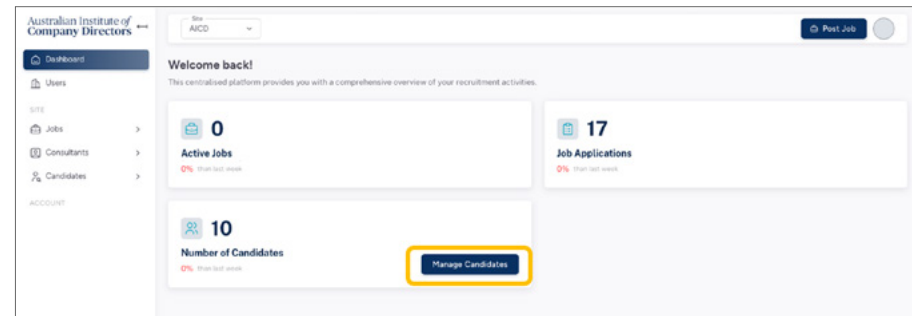 Australian Institute of
Company Directors
Site
AICD
Post Job
Dashboard
Users
SITE
Jobs
Consultants
Candidates
ACCOUNT
Welcome back!
This centralised platform provides you with a comprehensive overview of your recruitment activities.
0
Active Jobs
0% than last week
17
Job Applications
0% than last week
10
Number of Candidates
0% than last week
Manage Candidates